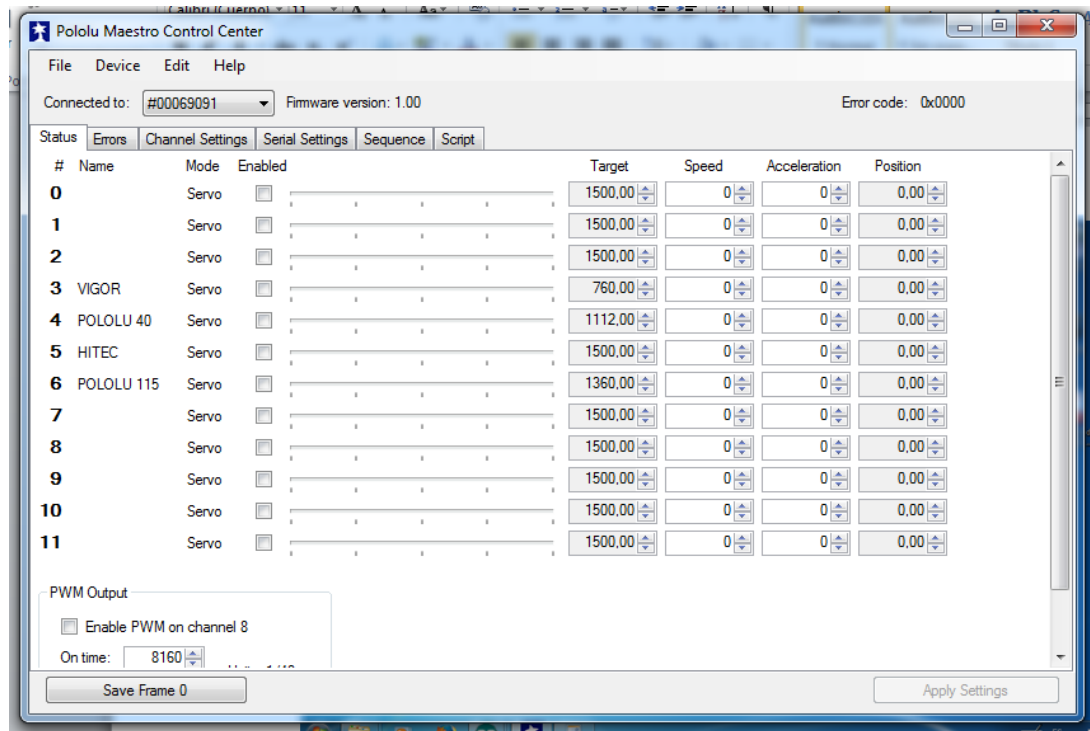 Calibri (Cuerpo) 11
Pololu Maestro Control Center
File Device Edit Help
Connected to: #00069091 Firmware version: 1.00 Error code: 0x0000
Status Errors Channel Settings Serial Settings Sequence Script
# Name Mode Enabled Target Speed Acceleration Position
0 Servo 1500,00 0 0 0,00
1 Servo 1500,00 0 0 0,00
2 Servo 1500,00 0 0 0,00
3 VIGOR Servo 760,00 0 0 0,00
4 POLOLU 40 Servo 1112,00 0 0 0,00
5 HITEC Servo 1500,00 0 0 0,00
6 POLOLU 115 Servo 1360,00 0 0 0,00
7 Servo 1500,00 0 0 0,00
8 Servo 1500,00 0 0 0,00
9 Servo 1500,00 0 0 0,00
10 Servo 1500,00 0 0 0,00
11 Servo 1500,00 0 0 0,00
PWM Output
Enable PWM on channel 8
On time: 8160
Save Frame 0 Apply Settings